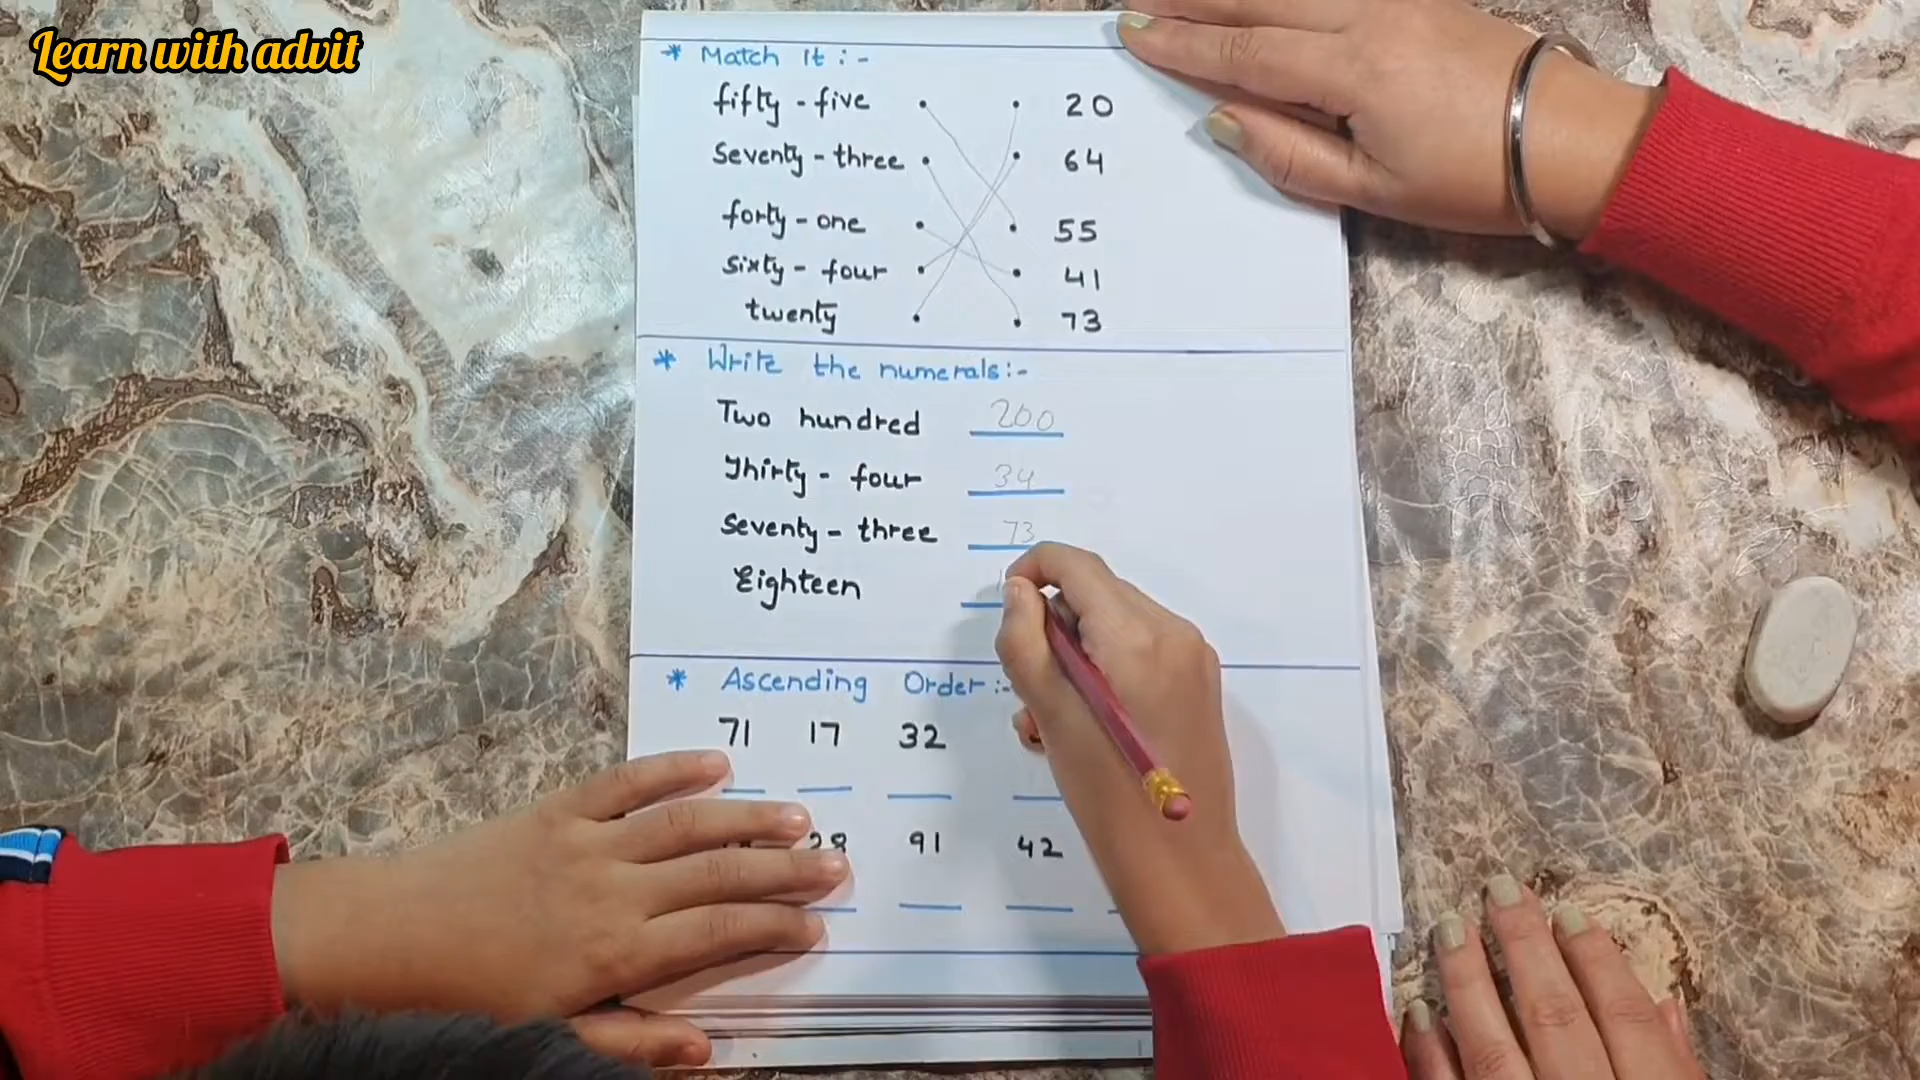 Learn with advit
* Match It :-
fifty - five 20
Seventy - three 64
forty - one 55
sixty - four 41
twenty 73
* Write the numerals:-
Two hundred 200
Thirty - four 34
Seventy - three 73
Eighteen
* Ascending Order :-
71 17 32
28 91 42